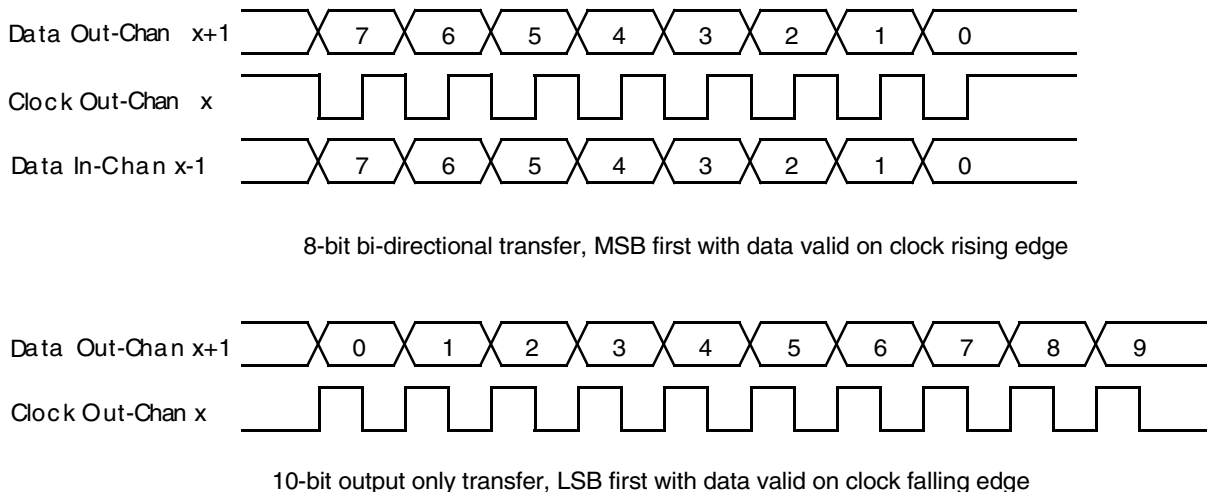 Data Out-Chan x+1 7 6 5 4 3 2 1 0
Clock Out-Chan x
Data In-Chan x-1 7 6 5 4 3 2 1 0
8-bit bi-directional transfer, MSB first with data valid on clock rising edge
Data Out-Chan x+1 0 1 2 3 4 5 6 7 8 9
Clock Out-Chan x
10-bit output only transfer, LSB first with data valid on clock falling edge